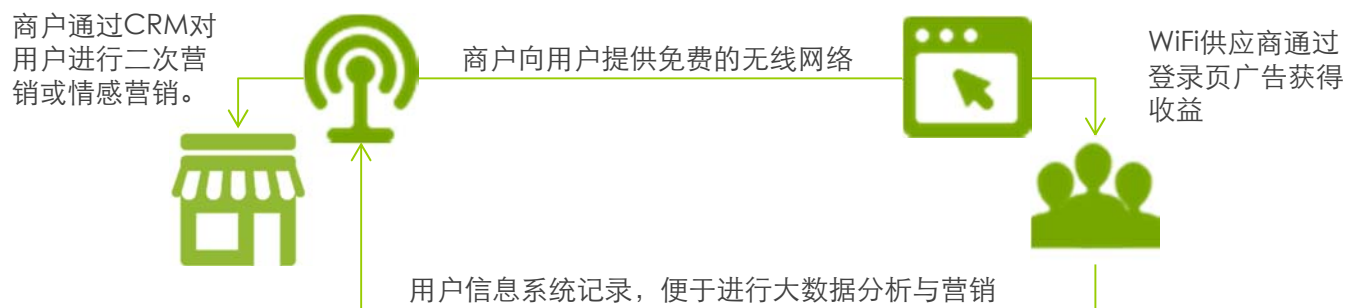 商户通过CRM对
用户进行二次营
销或情感营销。
商户向用户提供免费的无线网络
WiFi供应商通过
登录页广告获得
收益
用户信息系统记录，便于进行大数据分析与营销